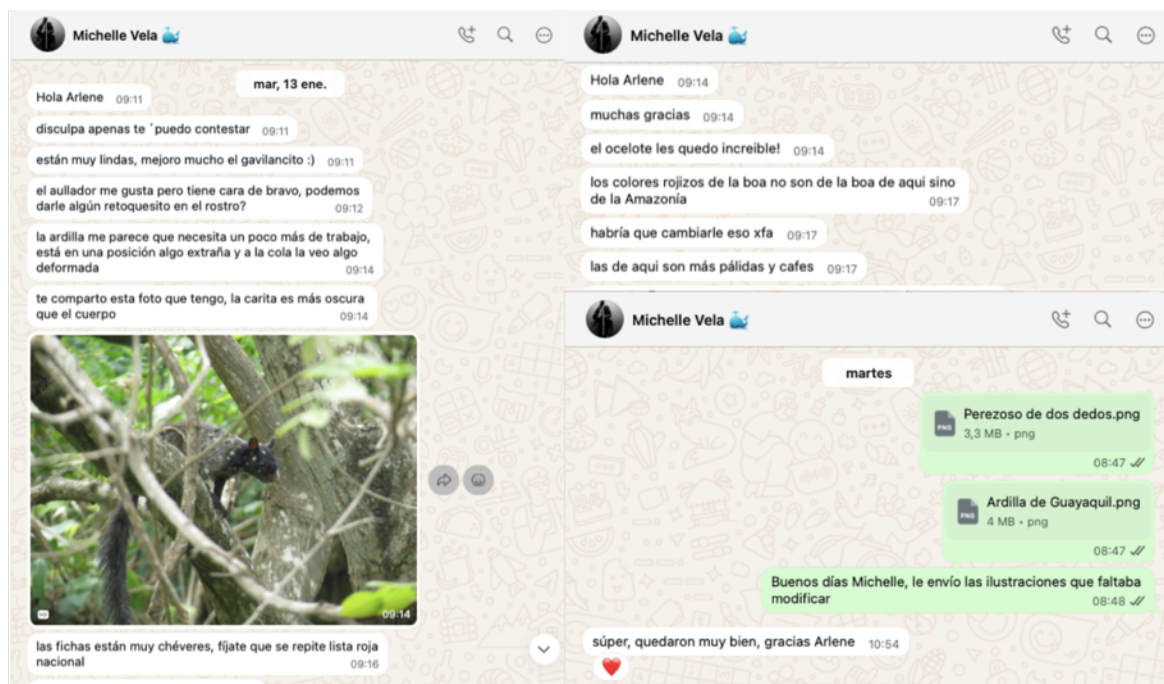 Michelle Vela 🐳
mar, 13 ene.
Hola Arlene 09:11
disculpa apenas te ´puedo contestar 09:11
están muy lindas, mejoro mucho el gavilancito :) 09:11
el aullador me gusta pero tiene cara de bravo, podemos
darle algún retoquesito en el rostro? 09:12
la ardilla me parece que necesita un poco más de trabajo,
está en una posición algo extraña y a la cola la veo algo
deformada 09:14
te comparto esta foto que tengo, la carita es más oscura
que el cuerpo 09:14
HD
09:14
las fichas están muy chéveres, fíjate que se repite lista roja
nacional 09:16
Michelle Vela 🐳
Hola Arlene 09:14
muchas gracias 09:14
el ocelote les quedo increible! 09:14
los colores rojizos de la boa no son de la boa de aqui sino
de la Amazonía 09:17
habría que cambiarle eso xfa 09:17
las de aqui son más pálidas y cafes 09:17
Michelle Vela 🐳
martes
Perezoso de dos dedos.png
PNG
3,3 MB • png
08:47
Ardilla de Guayaquil.png
PNG
4 MB • png
08:47
Buenos días Michelle, le envío las ilustraciones que faltaba
modificar 08:48
súper, quedaron muy bien, gracias Arlene 10:54